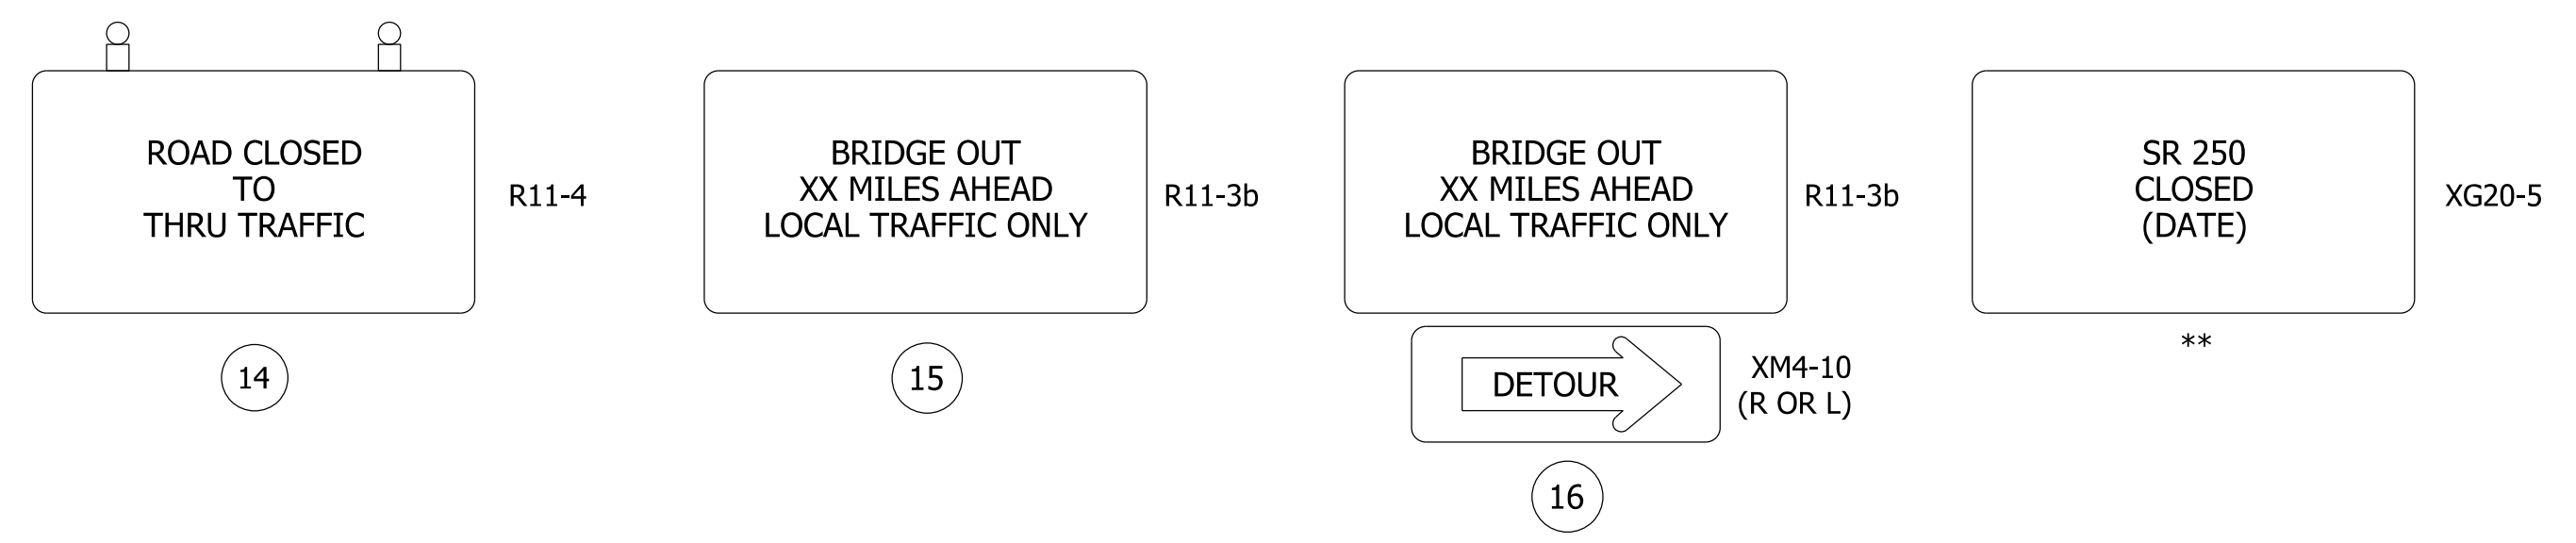 ROAD CLOSED
TO
THRU TRAFFIC
R11-4
14
BRIDGE OUT
XX MILES AHEAD
LOCAL TRAFFIC ONLY
R11-3b
15
BRIDGE OUT
XX MILES AHEAD
LOCAL TRAFFIC ONLY
R11-3b
DETOUR
XM4-10
(R OR L)
16
SR 250
CLOSED
(DATE)
XG20-5
**